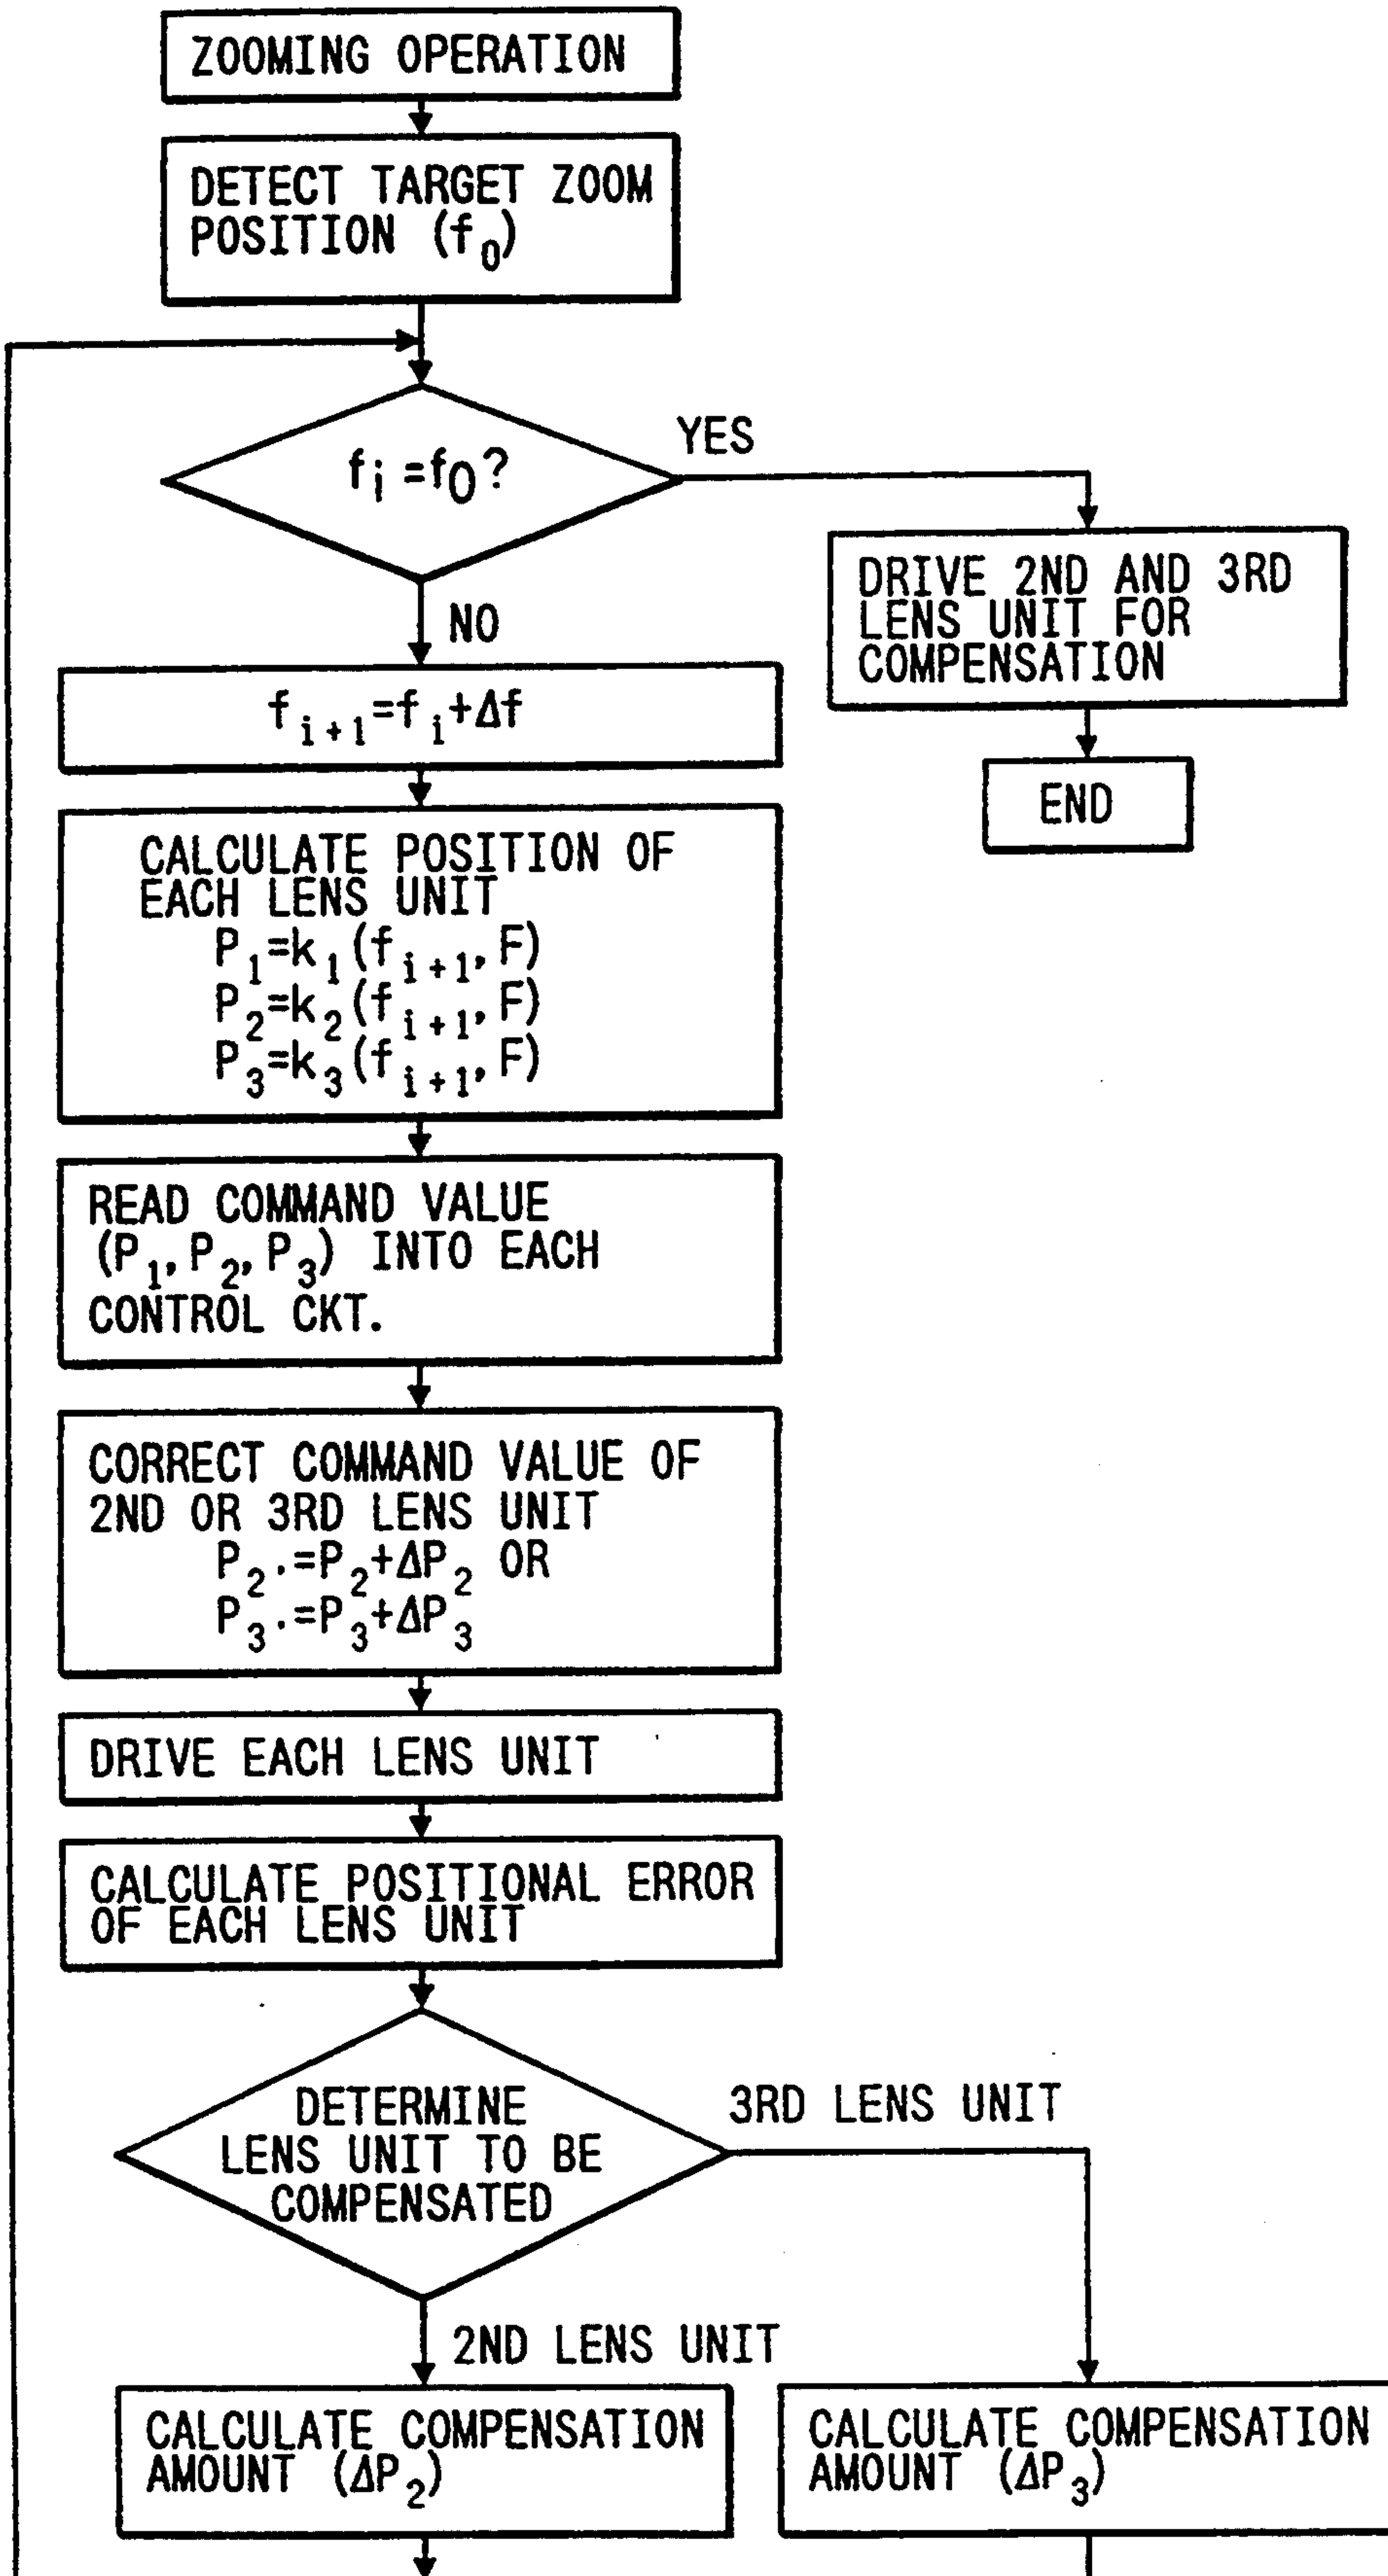 ZOOMING OPERATION
DETECT TARGET ZOOM
POSITION (f₀)
fᵢ=f₀?
YES
NO
DRIVE 2ND AND 3RD
LENS UNIT FOR
COMPENSATION
END
fᵢ₊₁=fᵢ+Δf
CALCULATE POSITION OF
EACH LENS UNIT
P₁=k₁(fᵢ₊₁,F)
P₂=k₂(fᵢ₊₁,F)
P₃=k₃(fᵢ₊₁,F)
READ COMMAND VALUE
(P₁,P₂,P₃) INTO EACH
CONTROL CKT.
CORRECT COMMAND VALUE OF
2ND OR 3RD LENS UNIT
P₂.=P₂+ΔP₂ OR
P₃.=P₃+ΔP₃
DRIVE EACH LENS UNIT
CALCULATE POSITIONAL ERROR
OF EACH LENS UNIT
DETERMINE
LENS UNIT TO BE
COMPENSATED
3RD LENS UNIT
2ND LENS UNIT
CALCULATE COMPENSATION
AMOUNT (ΔP₂)
CALCULATE COMPENSATION
AMOUNT (ΔP₃)